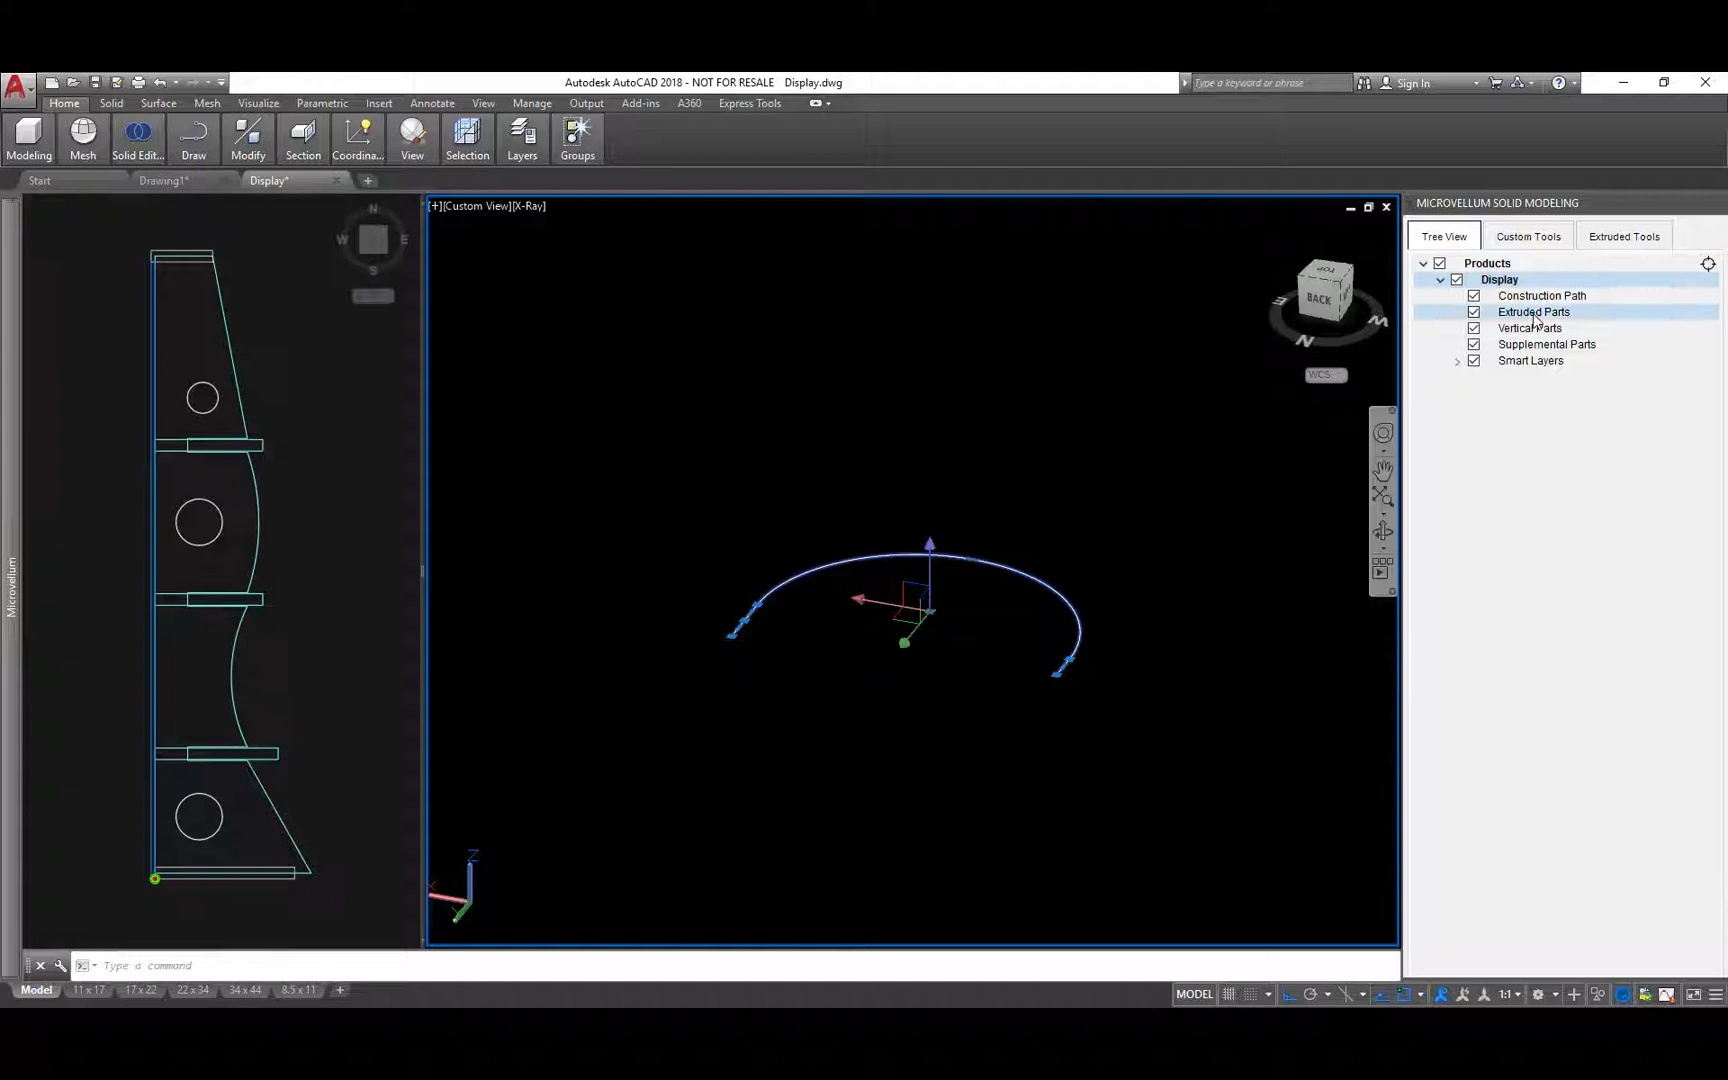 Autodesk AutoCAD 2018 - NOT FOR RESALE Display.dwg
Type a keyword or phrase
Sign In
Home Solid Surface Mesh Visualize Parametric Insert Annotate View Manage Output Add-ins A360 Express Tools
Modeling Mesh Solid Edit... Draw Modify Section Coordina... View Selection Layers Groups
Start Drawing1* Display*
[+][Custom View][X-Ray]
N
W E
S
TOP
BACK
E W
N
WCS
Z
MICROVELLUM SOLID MODELING
Tree View Custom Tools Extruded Tools
Products
Display
Construction Path
Extruded Parts
Vertical Parts
Supplemental Parts
Smart Layers
Microvellum
Type a command
Model 11 x 17 17 x 22 22 x 34 34 x 44 8.5 x 11
MODEL 1:1